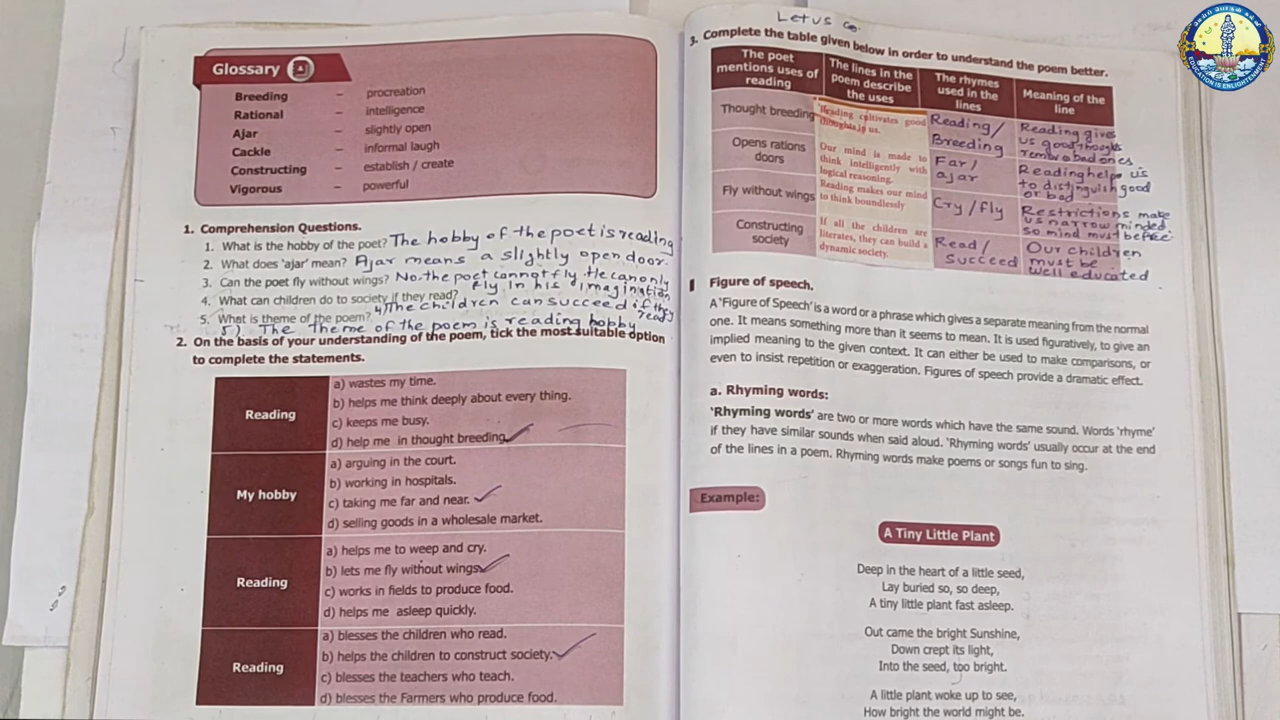 Glossary
Breeding – procreation
Rational – intelligence
Ajar – slightly open
Cackle – informal laugh
Constructing – establish / create
Vigorous – powerful
1. Comprehension Questions.
1. What is the hobby of the poet? The hobby of the poet is reading
2. What does 'ajar' mean? Ajar means a slightly open door.
3. Can the poet fly without wings? No. the poet cannot fly. He can only
fly in his imagination
4. What can children do to society if they read? 4) The children can succeed if they
read
5. What is theme of the poem?
5). The Theme of the poem is reading hobby
2. On the basis of your understanding of the poem, tick the most suitable option
to complete the statements.
Reading
a) wastes my time.
b) helps me think deeply about every thing.
c) keeps me busy.
d) help me in thought breeding
My hobby
a) arguing in the court.
b) working in hospitals.
c) taking me far and near.
d) selling goods in a wholesale market.
Reading
a) helps me to weep and cry.
b) lets me fly without wings
c) works in fields to produce food.
d) helps me asleep quickly.
Reading
a) blesses the children who read.
b) helps the children to construct society.
c) blesses the teachers who teach.
d) blesses the Farmers who produce food.
Let us
3. Complete the table given below in order to understand the poem better.
The poet
mentions uses of
reading
The lines in the
poem describe
the uses
The rhymes
used in the
lines
Meaning of the
line
Thought breeding
Reading cultivates good
thoughts in us.
Reading/
Breeding
Reading gives
us good thoughts
remove bad ones
Opens rations
doors
Our mind is made to
think intelligently with
logical reasoning.
Far/
ajar
Reading helps us
to distinguish good
or bad
Fly without wings
Reading makes our mind
to think boundlessly
Cry/fly
Restrictions make
us narrow minded.
so mind must be free.
Constructing
society
If all the children are
literates, they can build a
dynamic society.
Read/
Succeed
Our children
must be
well educated
Figure of speech.
A 'Figure of Speech' is a word or a phrase which gives a separate meaning from the normal
one. It means something more than it seems to mean. It is used figuratively, to give an
implied meaning to the given context. It can either be used to make comparisons, or
even to insist repetition or exaggeration. Figures of speech provide a dramatic effect.
a. Rhyming words:
'Rhyming words' are two or more words which have the same sound. Words 'rhyme'
if they have similar sounds when said aloud. 'Rhyming words' usually occur at the end
of the lines in a poem. Rhyming words make poems or songs fun to sing.
Example:
A Tiny Little Plant
Deep in the heart of a little seed,
Lay buried so, so deep,
A tiny little plant fast asleep.
Out came the bright Sunshine,
Down crept its light,
Into the seed, too bright.
A little plant woke up to see,
How bright the world might be.
EDUCATION IS ENLIGHTENMENT